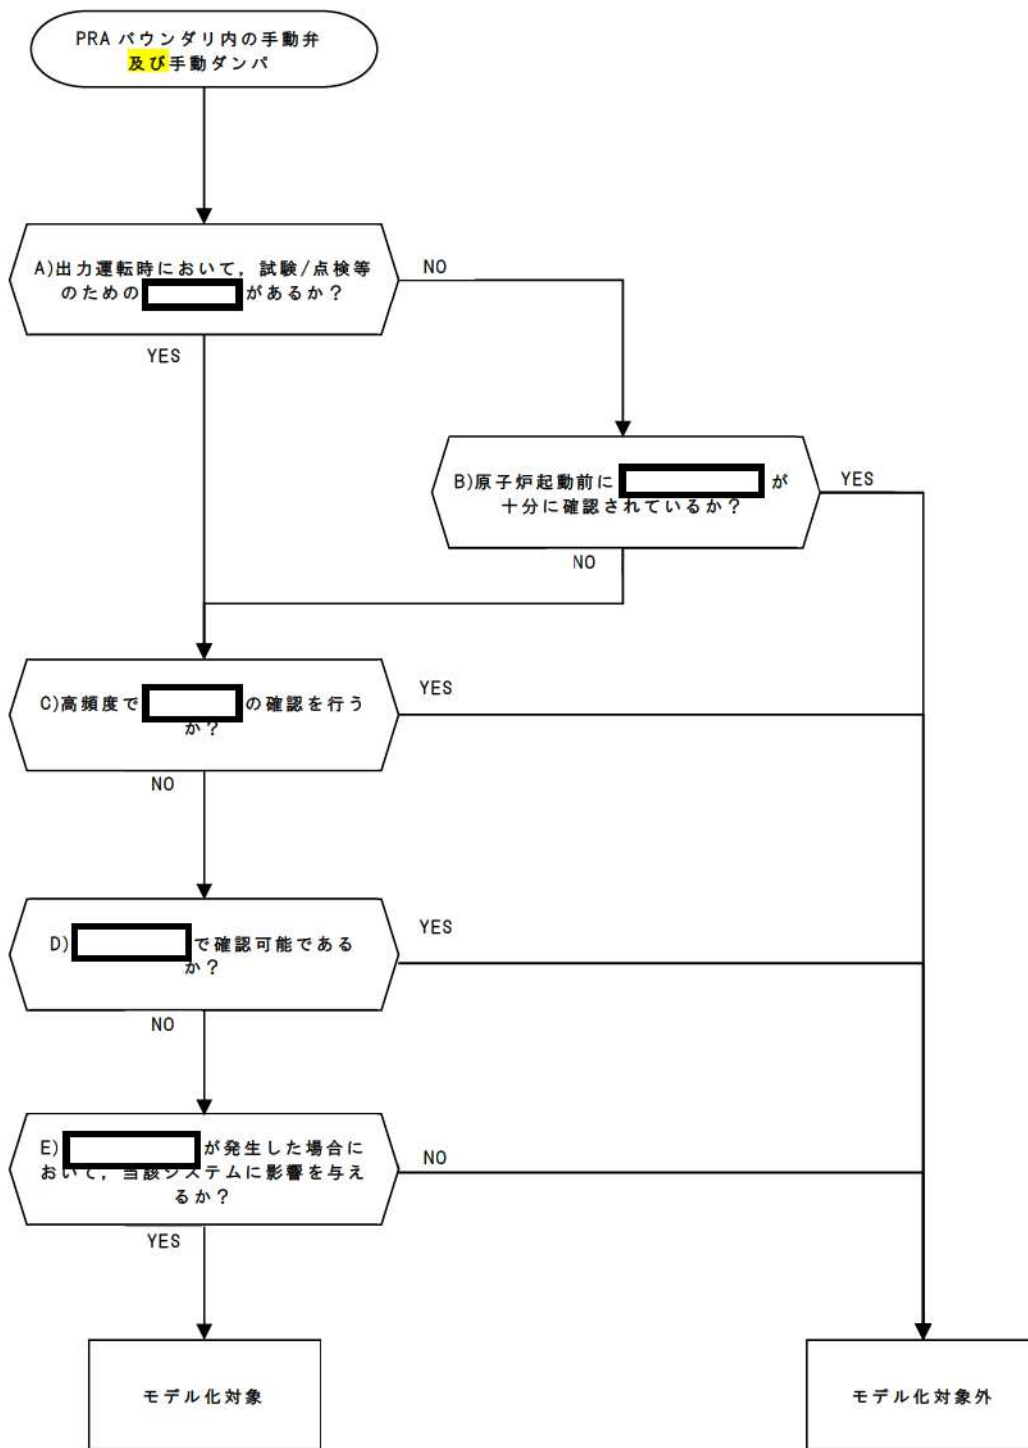 PRA バウンダリ内の手動弁
及び手動ダンパ
A)出力運転時において，試験/点検等
のための が あるか？
NO
YES
B)原子炉起動前に が
十分に確認されているか？
YES
NO
C)高頻度で の確認を行う
か？
YES
NO
D) で確認可能である
か？
YES
NO
E) が発生した場合に
おいて，当該システムに影響を与え
るか？
NO
YES
モデル化対象
モデル化対象外